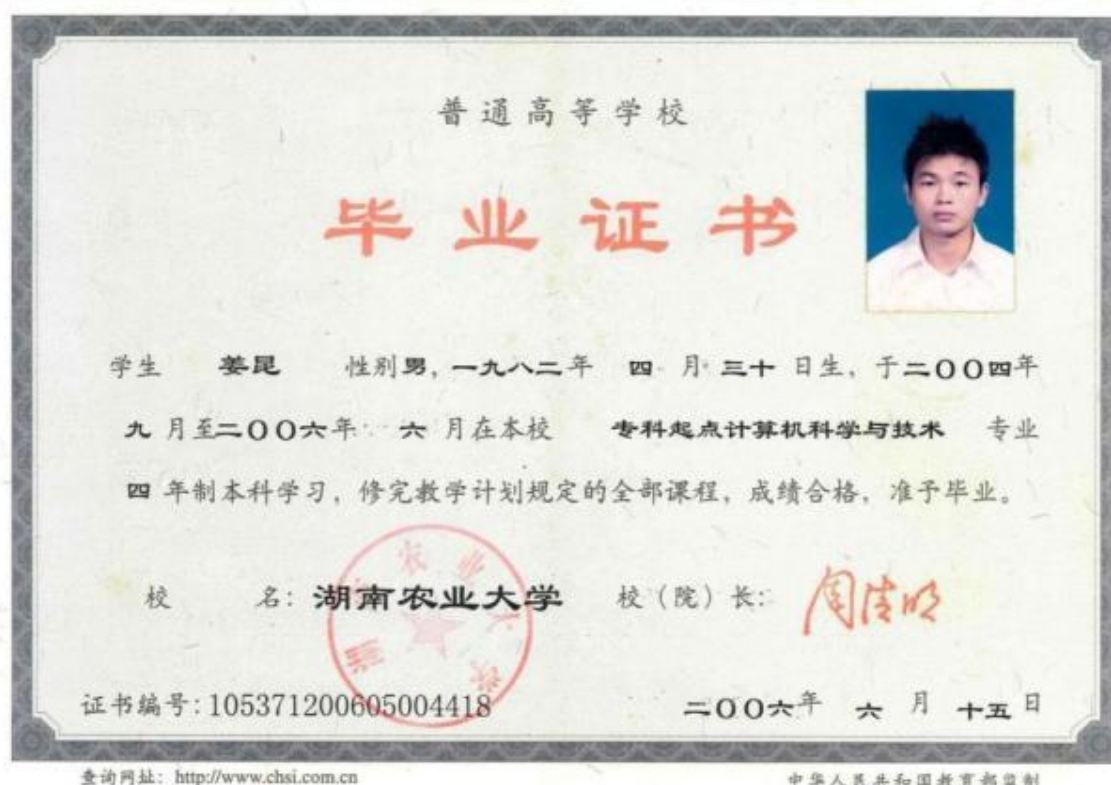 普通高等学校
毕业证书
学生 姜昆 性别男，一九八二年 四 月 三十 日生，于二〇〇四年
九 月至二〇〇六年 六 月在本校 专科起点计算机科学与技术 专业
四 年制本科学习，修完教学计划规定的全部课程，成绩合格，准予毕业。
校 名：湖南农业大学 校（院）长：周清明
证书编号：105371200605004418 二〇〇六年 六 月 十五 日
查询网址：http://www.chsi.com.cn 中华人民共和国教育部监制